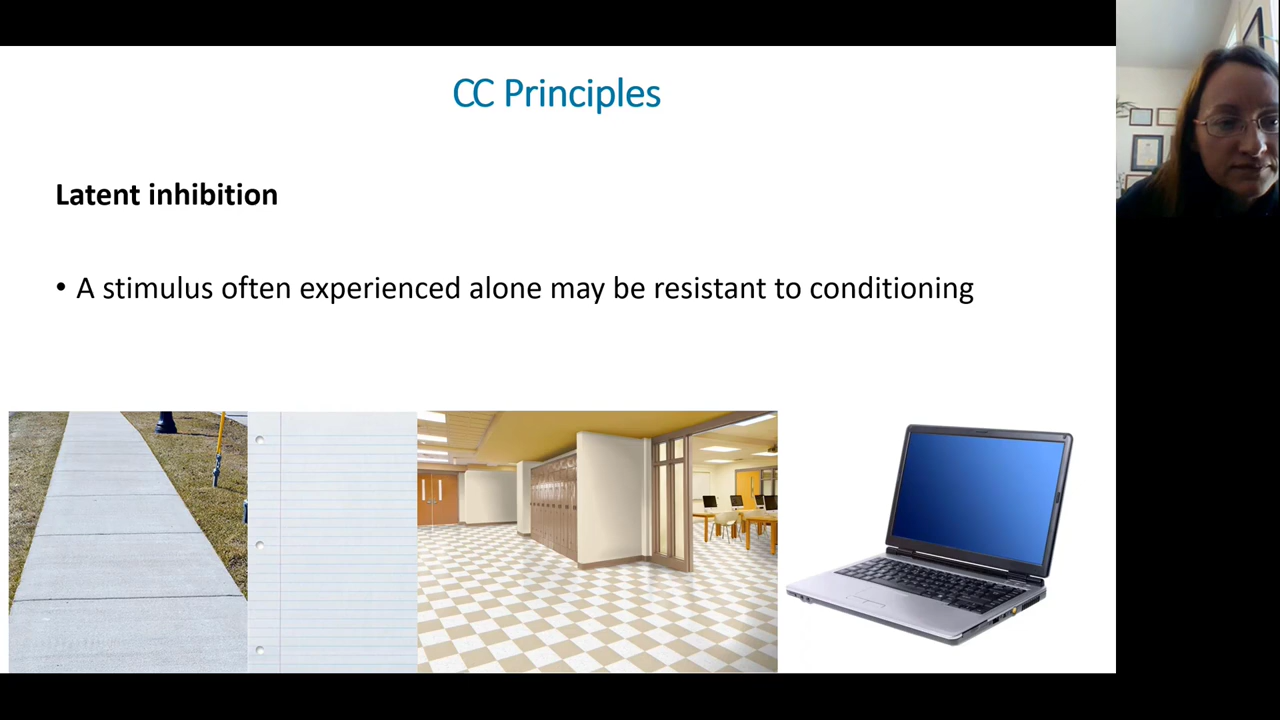 CC Principles
Latent inhibition
• A stimulus often experienced alone may be resistant to conditioning